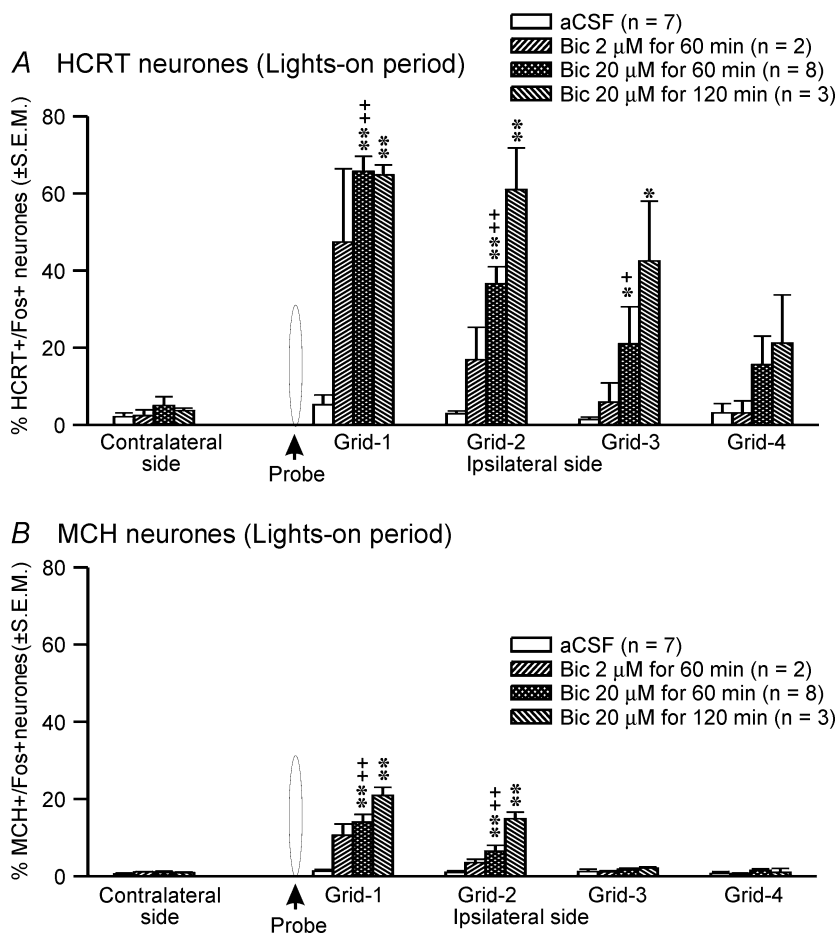 aCSF (n = 7)
Bic 2 µM for 60 min (n = 2)
Bic 20 µM for 60 min (n = 8)
Bic 20 µM for 120 min (n = 3)
A HCRT neurones (Lights-on period)
% HCRT+/Fos+ neurones (±S.E.M.)
80
60
40
20
0
**++
**
**++
**
*+
*
Contralateral side
Probe
Grid-1
Grid-2
Grid-3
Grid-4
Ipsilateral side
B MCH neurones (Lights-on period)
% MCH+/Fos+neurones(±S.E.M.)
80
60
40
20
0
aCSF (n = 7)
Bic 2 µM for 60 min (n = 2)
Bic 20 µM for 60 min (n = 8)
Bic 20 µM for 120 min (n = 3)
**++
**
**++
**
Contralateral side
Probe
Grid-1
Grid-2
Grid-3
Grid-4
Ipsilateral side